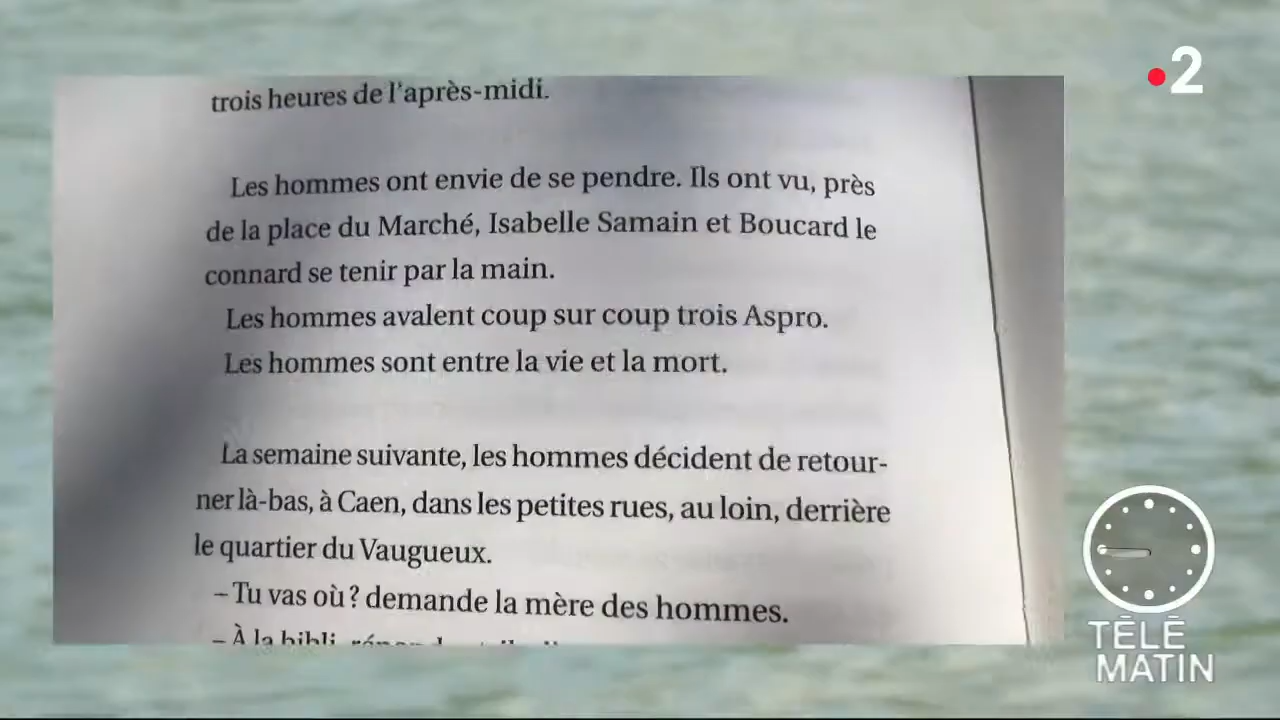 trois heures de l'après-midi.
Les hommes ont envie de se pendre. Ils ont vu, près
de la place du Marché, Isabelle Samain et Boucard le
connard se tenir par la main.
Les hommes avalent coup sur coup trois Aspro.
Les hommes sont entre la vie et la mort.
La semaine suivante, les hommes décident de retour-
ner là-bas, à Caen, dans les petites rues, au loin, derrière
le quartier du Vaugueux.
– Tu vas où ? demande la mère des hommes.
– À la bibli,
2
TÉLÉ
MATIN